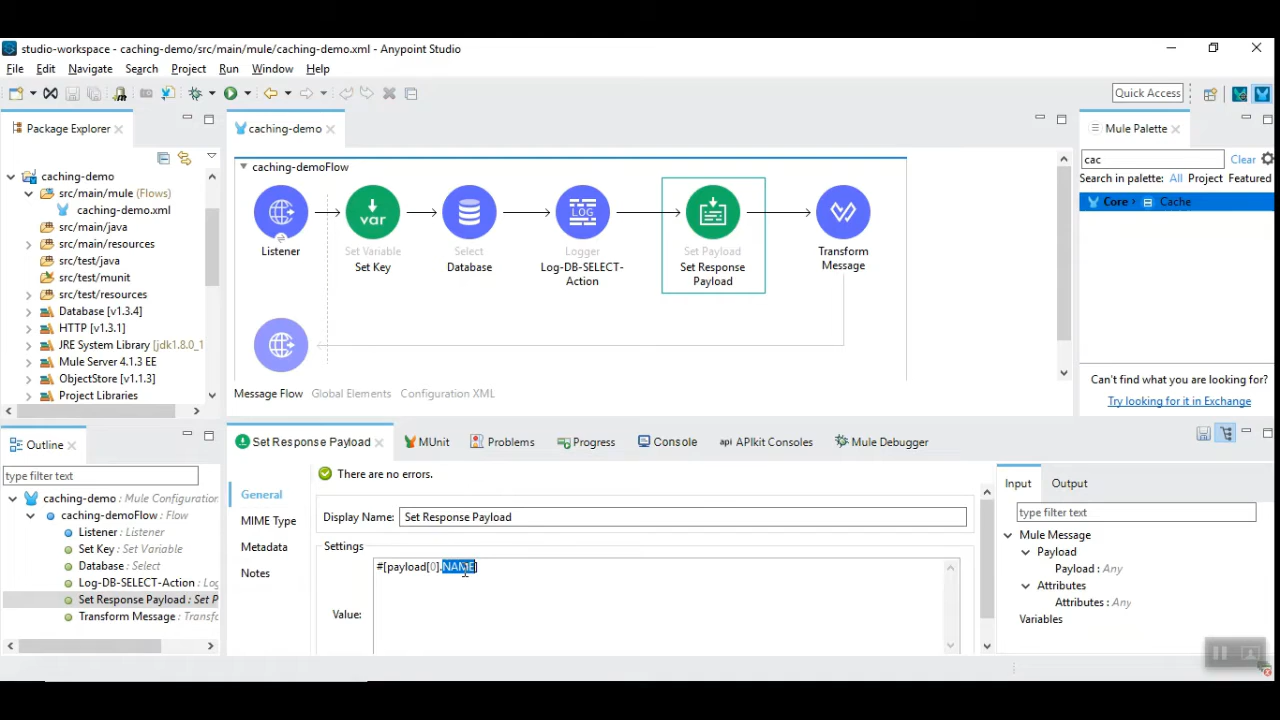 studio-workspace - caching-demo/src/main/mule/caching-demo.xml - Anypoint Studio
File Edit Navigate Search Project Run Window Help
Quick Access
Package Explorer
caching-demo
src/main/mule (Flows)
caching-demo.xml
src/main/java
src/main/resources
src/test/java
src/test/munit
src/test/resources
Database [v1.3.4]
HTTP [v1.3.1]
JRE System Library [jdk1.8.0_1
Mule Server 4.1.3 EE
ObjectStore [v1.1.3]
Project Libraries
caching-demo
caching-demoFlow
var
LOG
Listener
Set Variable
Set Key
Select
Database
Logger
Log-DB-SELECT-
Action
Set Payload
Set Response
Payload
Transform
Message
Message Flow Global Elements Configuration XML
Mule Palette
cac
Clear
Search in palette: All Project Featured
Core > Cache
Can't find what you are looking for?
Try looking for it in Exchange
Outline
type filter text
caching-demo : Mule Configuration
caching-demoFlow : Flow
Listener : Listener
Set Key : Set Variable
Database : Select
Log-DB-SELECT-Action : Log
Set Response Payload : Set P
Transform Message : Transfo
Set Response Payload MUnit Problems Progress Console api APIkit Consoles Mule Debugger
There are no errors.
General
MIME Type
Metadata
Notes
Display Name: Set Response Payload
Settings
#[payload[0].NAME]
Value:
Input Output
type filter text
Mule Message
Payload
Payload : Any
Attributes
Attributes : Any
Variables